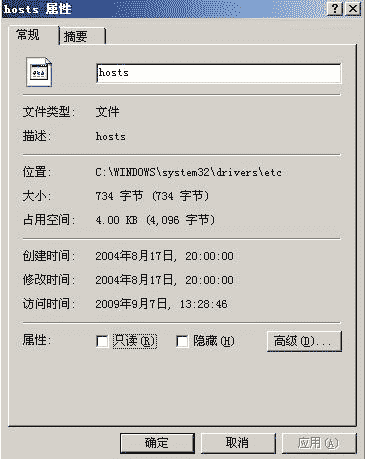 hosts 属性
常规 摘要
hosts
文件类型: 文件
描述: hosts
位置: C:\WINDOWS\system32\drivers\etc
大小: 734 字节 (734 字节)
占用空间: 4.00 KB (4,096 字节)
创建时间: 2004年8月17日, 20:00:00
修改时间: 2004年8月17日, 20:00:00
访问时间: 2009年9月7日, 13:28:46
属性: 只读(R) 隐藏(H) 高级(D)...
确定 取消 应用(A)